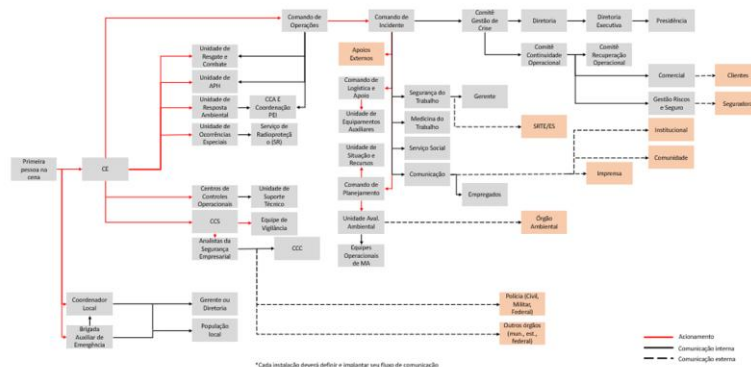 Comando de
Operações
Comando de
Incidente
Comitê
Gestão de
Crise
Diretoria
Diretoria
Executiva
Presidência
Unidade de
Resgate e
Combate
Apoios
Externos
Comitê
Continuidade
Operacional
Comitê
Recuperação
Operacional
Unidade de
APH
Comando de
Logística e
Apoio
Segurança do
Trabalho
Gerente
Comercial
Clientes
Unidade de
Resposta
Ambiental
CCA E
Coordenação
PEI
Gestão Riscos
e Seguro
Segurador
Unidade de
Equipamentos
Auxiliares
Medicina do
Trabalho
SRTE/ES
Institucional
Unidade de
Ocorrências
Especiais
Serviço de
Radioproteçã
o (SR)
Unidade de
Situação e
Recursos
Serviço Social
Comunidade
Primeira
pessoa na
cena
CE
Comunicação
Imprensa
Centros de
Controles
Operacionais
Unidade de
Suporte
Técnico
Comando de
Planejamento
Empregados
CCS
Equipe de
Vigilância
Unidade Aval.
Ambiental
Órgão
Ambiental
Analistas da
Segurança
Empresarial
CCC
Equipes
Operacionais
de MA
Coordenador
Local
Gerente ou
Diretoria
Polícia (Civil,
Militar,
Federal)
Brigada
Auxiliar de
Emergência
População
local
Outros órgãos
(mun., est.,
federal)
Acionamento
Comunicação interna
Comunicação externa
*Cada instalação deverá definir e implantar seu fluxo de comunicação